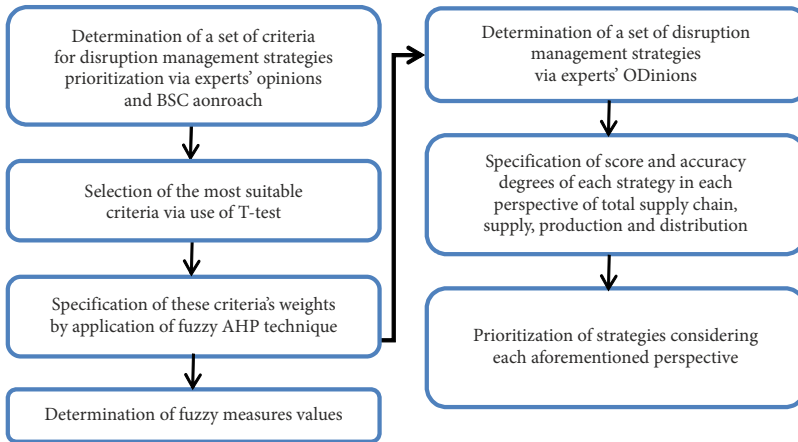 Determination of a set of criteria
for disruption management strategies
prioritization via experts' opinions
and BSC aonroach
Selection of the most suitable
criteria via use of T-test
Specification of these criteria's weights
by application of fuzzy AHP technique
Determination of fuzzy measures values
Determination of a set of disruption
management strategies
via experts' ODinions
Specification of score and accuracy
degrees of each strategy in each
perspective of total supply chain,
supply, production and distribution
Prioritization of strategies considering
each aforementioned perspective